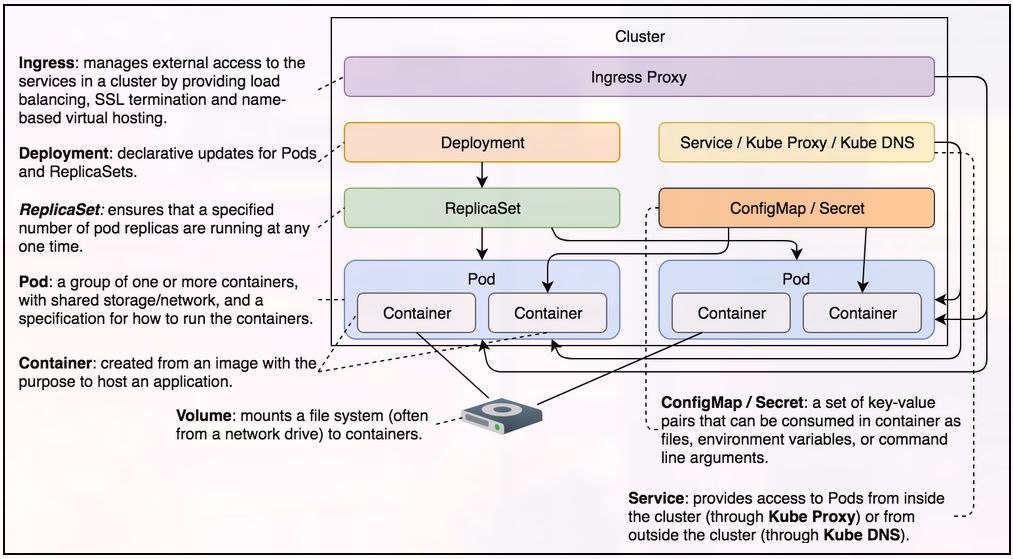 Cluster
Ingress: manages external access to the
services in a cluster by providing load
balancing, SSL termination and name-
based virtual hosting.
Ingress Proxy
Deployment: declarative updates for Pods
and ReplicaSets.
Deployment
Service / Kube Proxy / Kube DNS
ReplicaSet: ensures that a specified
number of pod replicas are running at any
one time.
ReplicaSet
ConfigMap / Secret
Pod: a group of one or more containers,
with shared storage/network, and a
specification for how to run the containers.
Pod
Container
Container
Pod
Container
Container
Container: created from an image with the
purpose to host an application.
Volume: mounts a file system (often
from a network drive) to containers.
ConfigMap / Secret: a set of key-value
pairs that can be consumed in container as
files, environment variables, or command
line arguments.
Service: provides access to Pods from inside
the cluster (through Kube Proxy) or from
outside the cluster (through Kube DNS).